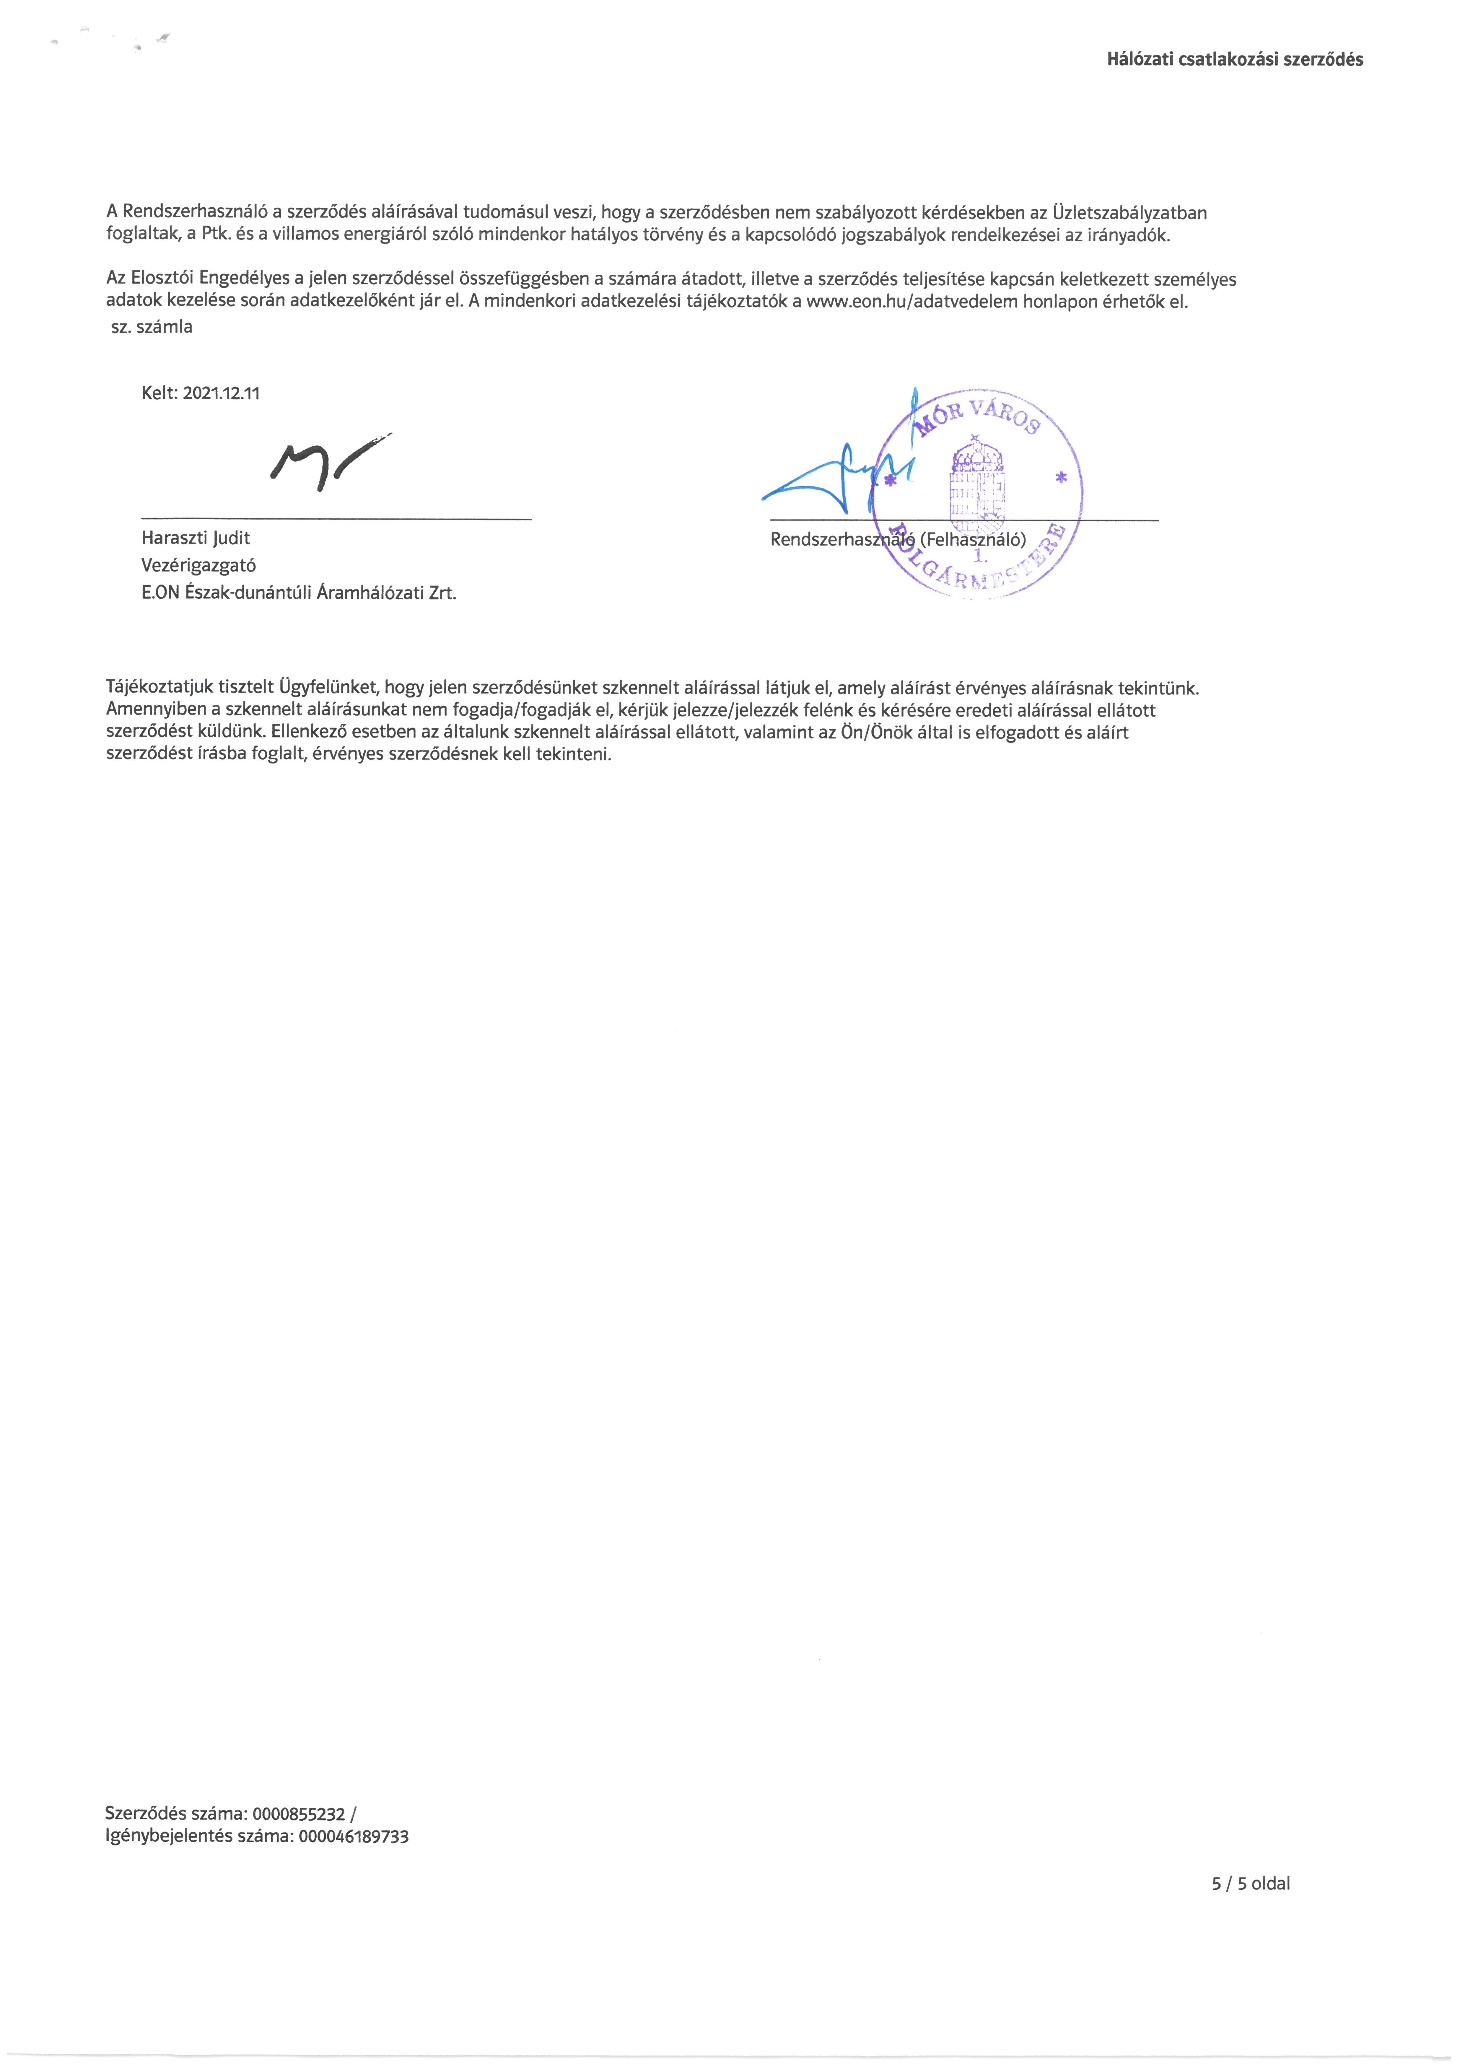 Hálózati csatlakozási szerződés
A Rendszerhasználó a szerződés aláírásával tudomásul veszi, hogy a szerződésben nem szabályozott kérdésekben az Üzletszabályzatban
foglaltak, a Ptk. és a villamos energiáról szóló mindenkor hatályos törvény és a kapcsolódó jogszabályok rendelkezései az irányadók.
Az Elosztói Engedélyes a jelen szerződéssel összefüggésben a számára átadott, illetve a szerződés teljesítése kapcsán keletkezett személyes
adatok kezelése során adatkezelőként jár el. A mindenkori adatkezelési tájékoztatók a www.eon.hu/adatvedelem honlapon érhetők el.
sz. számla
Kelt: 2021.12.11
MÓR VÁROS
POLGÁRMESTERE
1.
Haraszti Judit
Vezérigazgató
E.ON Észak-dunántúli Áramhálózati Zrt.
Rendszerhasználó (Felhasználó)
Tájékoztatjuk tisztelt Ügyfelünket, hogy jelen szerződésünket szkennelt aláírással látjuk el, amely aláírást érvényes aláírásnak tekintünk.
Amennyiben a szkennelt aláírásunkat nem fogadja/fogadják el, kérjük jelezze/jelezzék felénk és kérésére eredeti aláírással ellátott
szerződést küldünk. Ellenkező esetben az általunk szkennelt aláírással ellátott, valamint az Ön/Önök által is elfogadott és aláírt
szerződést írásba foglalt, érvényes szerződésnek kell tekinteni.
Szerződés száma: 0000855232 /
Igénybejelentés száma: 000046189733
5 / 5 oldal